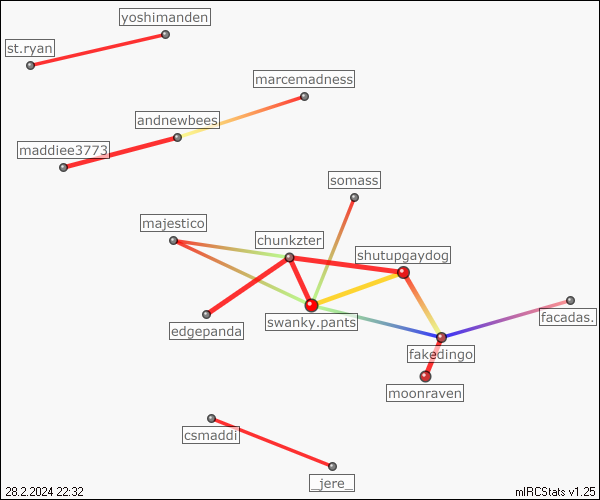 yoshimanden
st.ryan
marcemadness
andnewbees
maddiee3773
somass
majestico
chunkzter
shutupgaydog
swanky.pants
facadas.
edgepanda
fakedingo
moonraven
csmaddi
_jere_
28.2.2024 22:32
mIRCStats v1.25